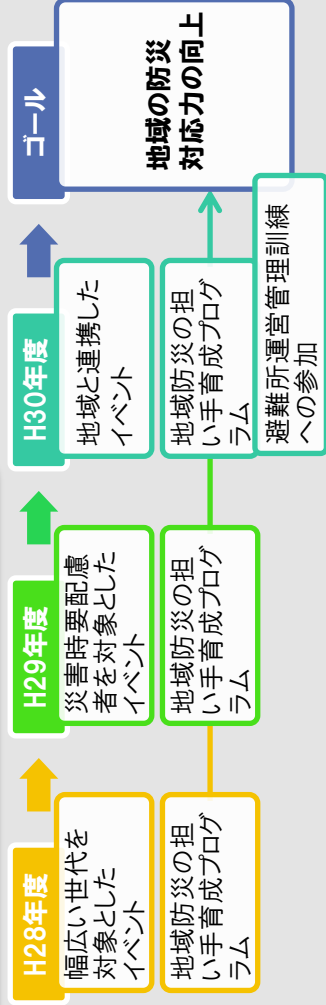 H28年度
幅広い世代を
対象とした
イベント
地域防災の担
い手育成プログ
ラム
H29年度
災害時要配慮
者を対象とした
イベント
地域防災の担
い手育成プログ
ラム
H30年度
地域と連携した
イベント
地域防災の担
い手育成プログ
ラム
避難所運営管理訓練
への参加
ゴール
地域の防災
対応力の向上